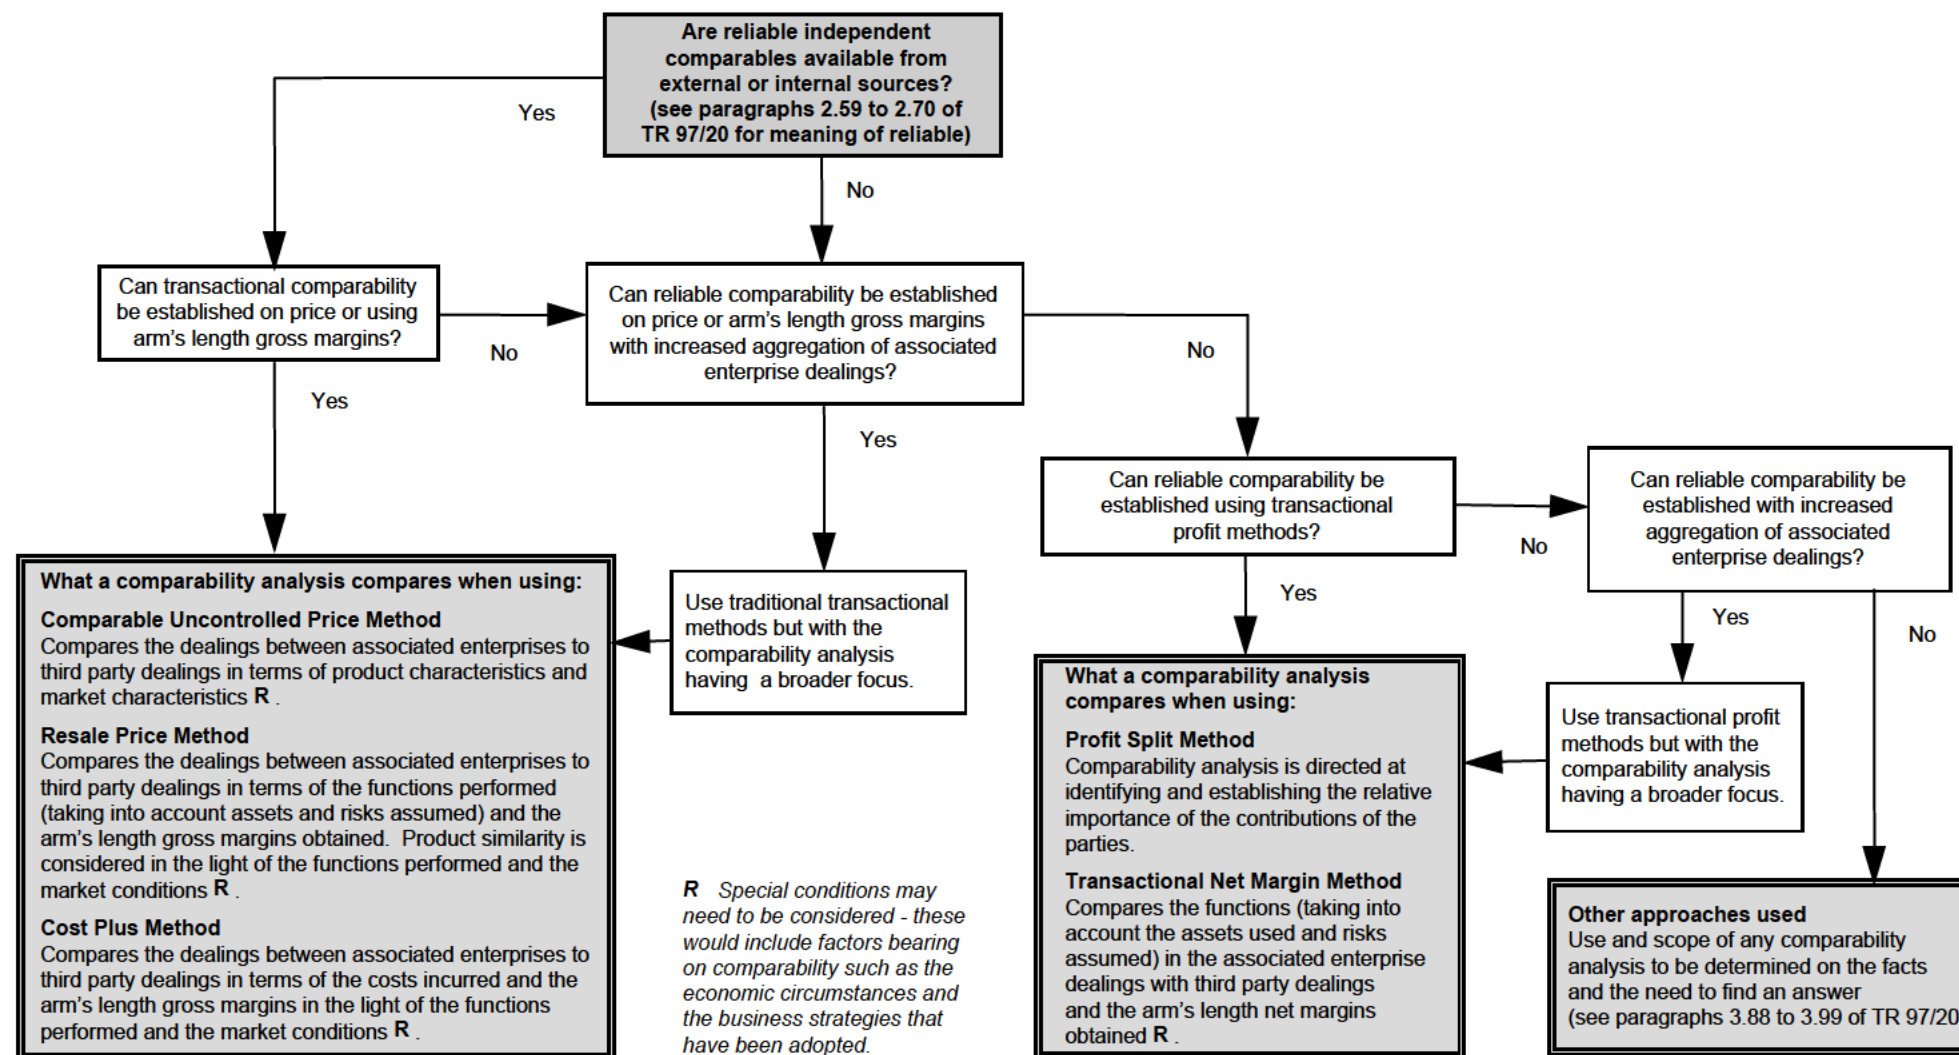 Are reliable independent
comparables available from
external or internal sources?
(see paragraphs 2.59 to 2.70 of
TR 97/20 for meaning of reliable)
Yes
No
Can transactional comparability
be established on price or using
arm's length gross margins?
No
Yes
Can reliable comparability be established
on price or arm's length gross margins
with increased aggregation of associated
enterprise dealings?
No
Yes
Can reliable comparability be
established using transactional
profit methods?
No
Yes
Can reliable comparability be
established with increased
aggregation of associated
enterprise dealings?
Yes
No
What a comparability analysis compares when using:
Comparable Uncontrolled Price Method
Compares the dealings between associated enterprises to
third party dealings in terms of product characteristics and
market characteristics R .
Resale Price Method
Compares the dealings between associated enterprises to
third party dealings in terms of the functions performed
(taking into account assets and risks assumed) and the
arm's length gross margins obtained. Product similarity is
considered in the light of the functions performed and the
market conditions R .
Cost Plus Method
Compares the dealings between associated enterprises to
third party dealings in terms of the costs incurred and the
arm's length gross margins in the light of the functions
performed and the market conditions R .
Use traditional transactional
methods but with the
comparability analysis
having a broader focus.
R Special conditions may
need to be considered - these
would include factors bearing
on comparability such as the
economic circumstances and
the business strategies that
have been adopted.
What a comparability analysis
compares when using:
Profit Split Method
Comparability analysis is directed at
identifying and establishing the relative
importance of the contributions of the
parties.
Transactional Net Margin Method
Compares the functions (taking into
account the assets used and risks
assumed) in the associated enterprise
dealings with third party dealings
and the arm's length net margins
obtained R .
Use transactional profit
methods but with the
comparability analysis
having a broader focus.
Other approaches used
Use and scope of any comparability
analysis to be determined on the facts
and the need to find an answer
(see paragraphs 3.88 to 3.99 of TR 97/20